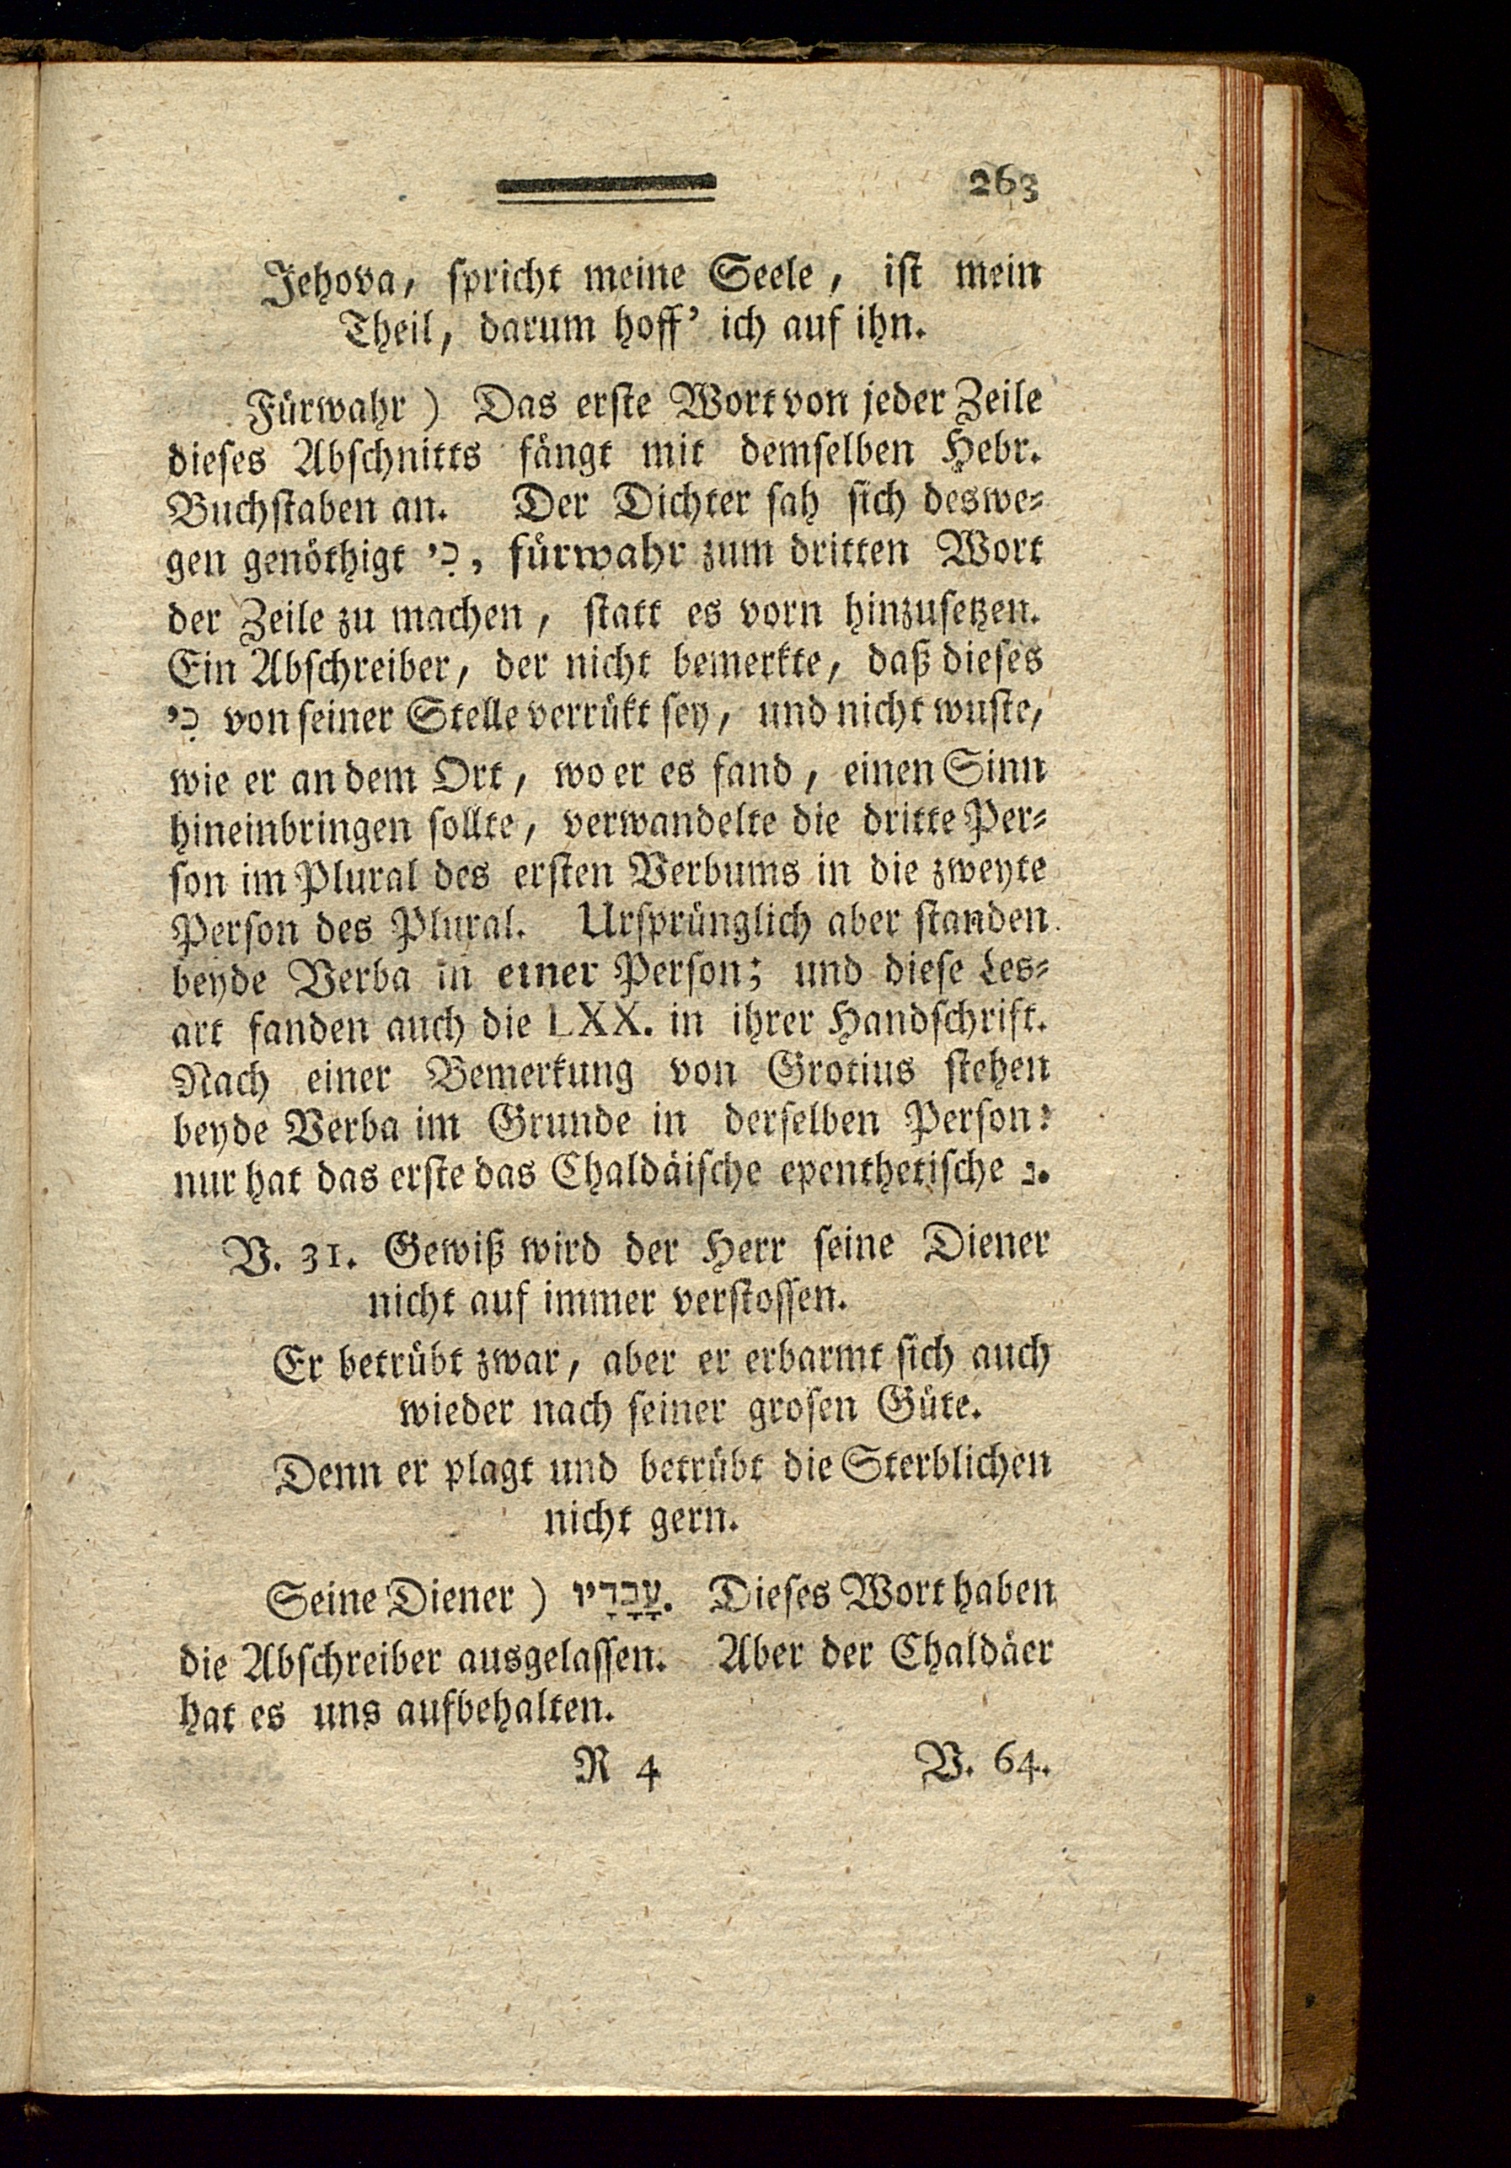 263
Jehova, spricht meine Seele, ist mein
Theil, darum hoff' ich auf ihn.
Fürwahr) Das erste Wort von jeder Zeile
dieses Abschnitts fängt mit demselben Hebr.
Buchstaben an. Der Dichter sah sich deswe-
gen genöthigt כִּי, fürwahr zum dritten Wort
der Zeile zu machen, statt es vorn hinzusetzen.
Ein Abschreiber, der nicht bemerkte, daß dieses
כִּי von seiner Stelle verrükt sey, und nicht wuste,
wie er an dem Ort, wo er es fand, einen Sinn
hineinbringen sollte, verwandelte die dritte Per-
son im Plural des ersten Verbums in die zweyte
Person des Plural. Ursprünglich aber standen
beyde Verba in einer Person; und diese Les-
art fanden auch die LXX. in ihrer Handschrift.
Nach einer Bemerkung von Grotius stehen
beyde Verba im Grunde in derselben Person:
nur hat das erste das Chaldäische epenthetische נ.
V. 31. Gewiß wird der Herr seine Diener
nicht auf immer verstossen.
Er betrübt zwar, aber er erbarmt sich auch
wieder nach seiner grosen Güte.
Denn er plagt und betrübt die Sterblichen
nicht gern.
Seine Diener) עֲבָדָיו. Dieses Wort haben
die Abschreiber ausgelassen. Aber der Chaldäer
hat es uns aufbehalten.
R 4 V. 64.